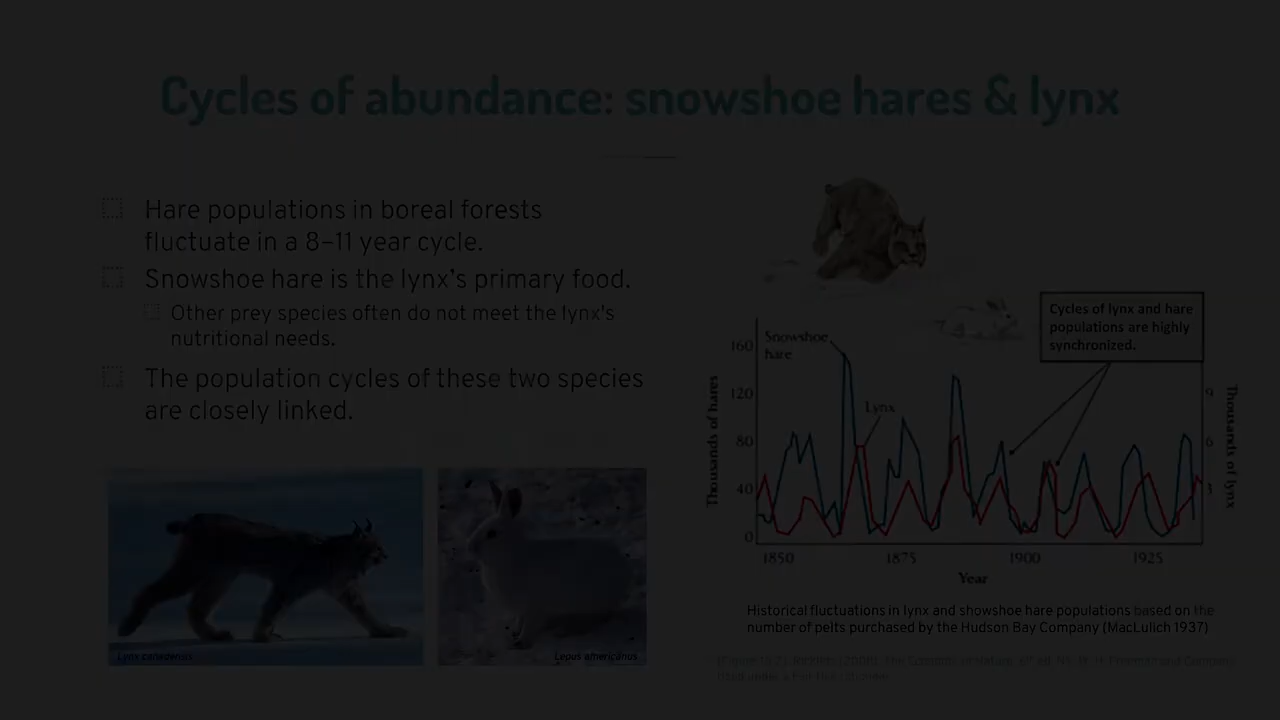 Cycles of abundance: snowshoe hares & lynx
Hare populations in boreal forests
fluctuate in a 8–11 year cycle.
Snowshoe hare is the lynx's primary food.
Other prey species often do not meet the lynx's
nutritional needs.
The population cycles of these two species
are closely linked.
Lynx canadensis
Lepus americanus
Cycles of lynx and hare
populations are highly
synchronized.
Snowshoe
hare
Lynx
Thousands of hares
160
120
80
40
0
Thousands of lynx
9
6
3
1850 1875 1900 1925
Year
Historical fluctuations in lynx and showshoe hare populations based on the
number of pelts purchased by the Hudson Bay Company (MacLulich 1937)